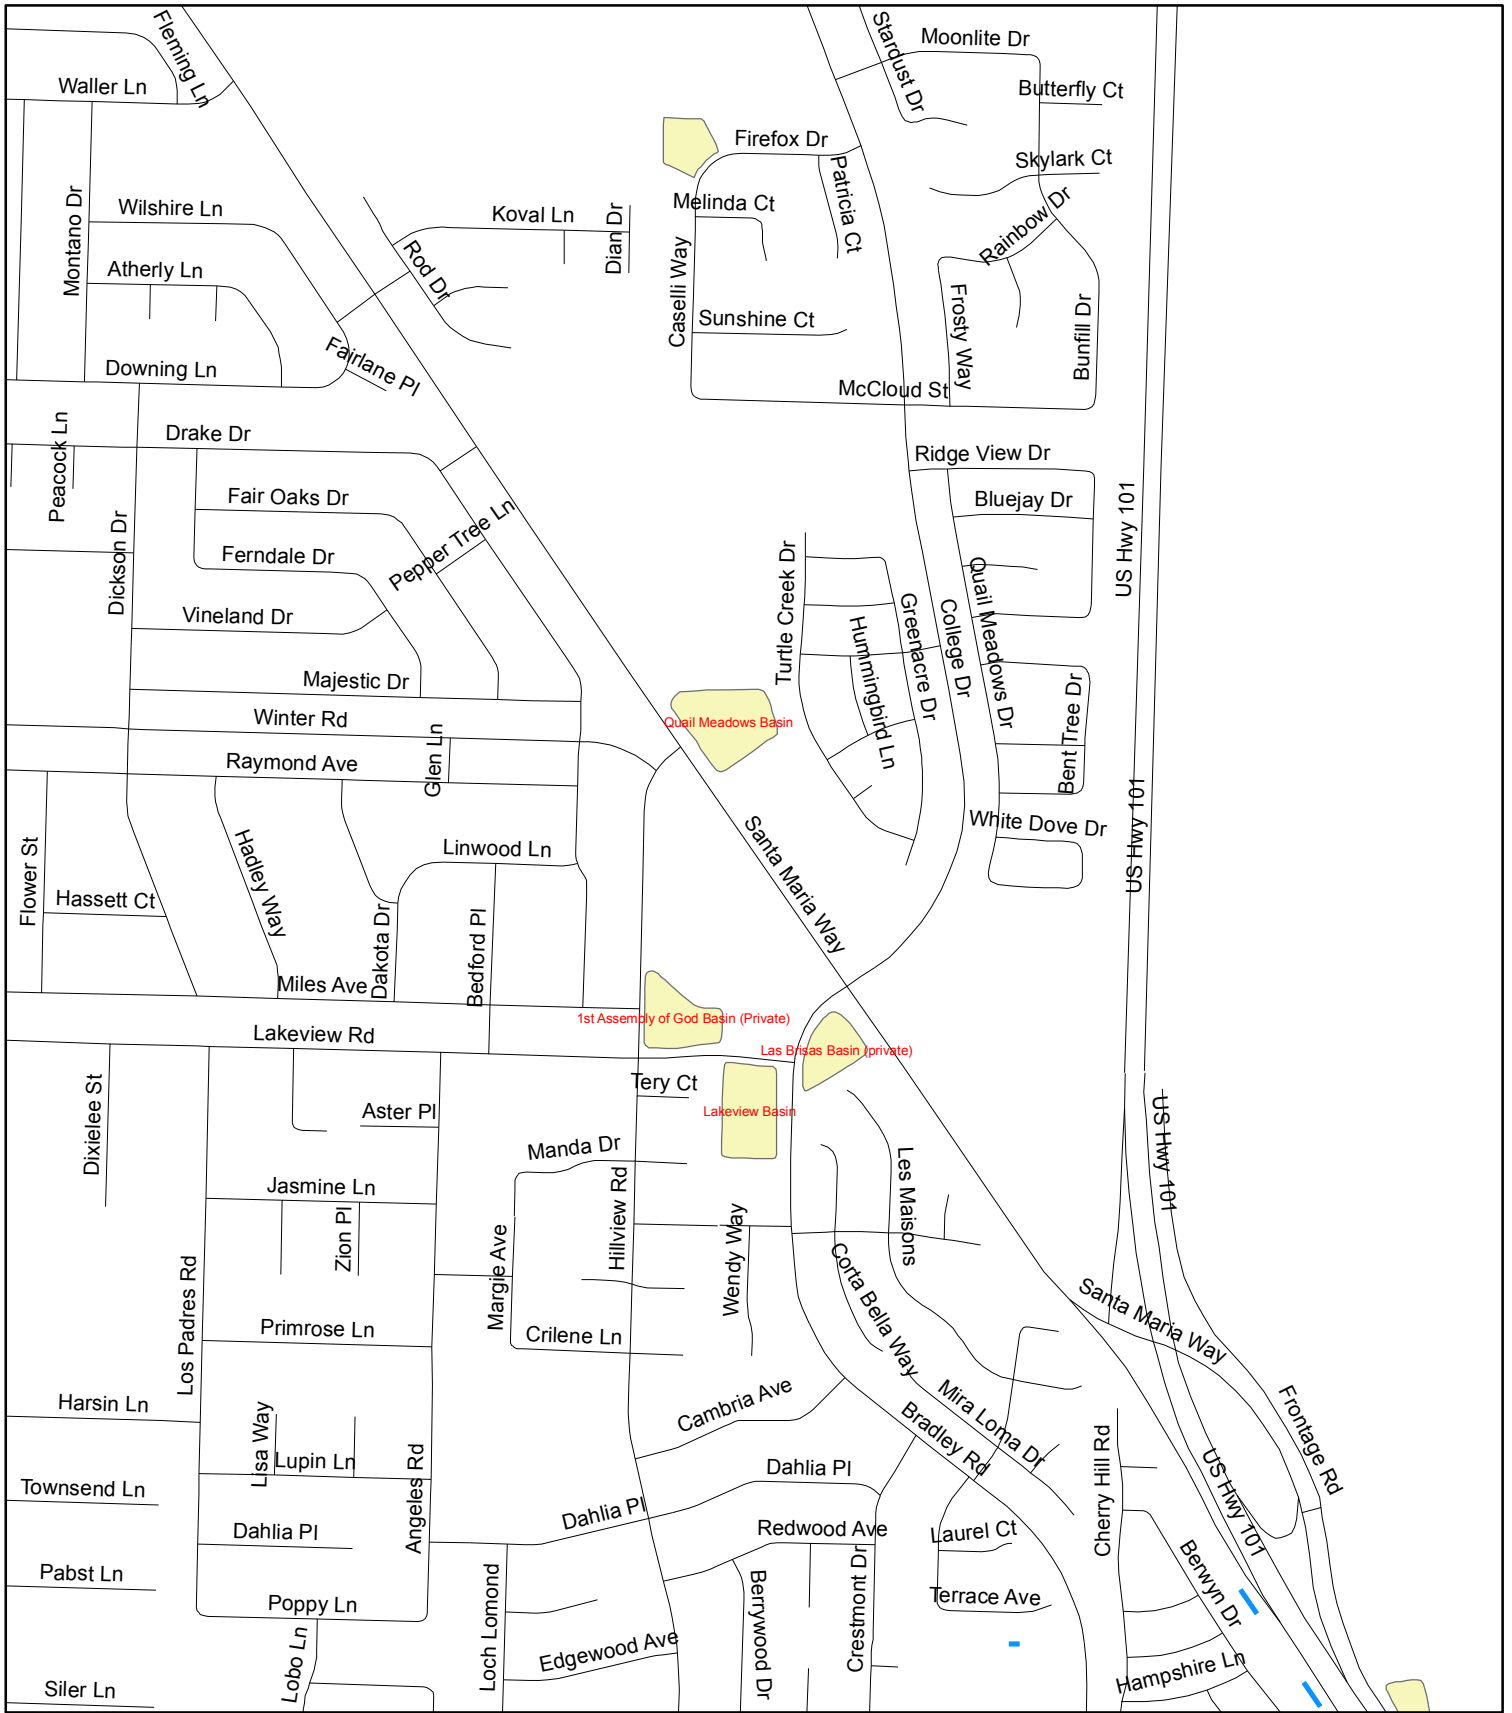 Fleming Ln
Stardust Dr
Moonlite Dr
Waller Ln
Butterfly Ct
Firefox Dr
Patricia Ct
Skylark Ct
Montano Dr
Wilshire Ln
Koval Ln
Dian Dr
Melinda Ct
Rainbow Dr
Atherly Ln
Rod Dr
Caselli Way
Sunshine Ct
Frosty Way
Bunfill Dr
Downing Ln
Fairlane Pl
McCloud St
Peacock Ln
Drake Dr
Ridge View Dr
Fair Oaks Dr
Bluejay Dr
US Hwy 101
Dickson Dr
Ferndale Dr
Pepper Tree Ln
Turtle Creek Dr
Quail Meadows Dr
Vineland Dr
Hummingbird Ln
Greenacre Dr
College Dr
Majestic Dr
Winter Rd
Quail Meadows Basin
Bent Tree Dr
Raymond Ave
Glen Ln
Santa Maria Way
White Dove Dr
US Hwy 101
Flower St
Hadley Way
Linwood Ln
Hassett Ct
Dakota Dr
Bedford Pl
Miles Ave
1st Assembly of God Basin (Private)
Lakeview Rd
Las Brisas Basin (private)
Tery Ct
Dixielee St
Aster Pl
Lakeview Basin
US Hwy 101
Manda Dr
Les Maisons
Jasmine Ln
Zion Pl
Hillview Rd
Wendy Way
Margie Ave
Corta Bella Way
Los Padres Rd
Primrose Ln
Crilene Ln
Santa Maria Way
Harsin Ln
Lisa Way
Cambria Ave
Mira Loma Dr
Bradley Rd
Frontage Rd
Cherry Hill Rd
Lupin Ln
Angeles Rd
Dahlia Pl
Townsend Ln
Dahlia Pl
US Hwy 101
Dahlia Pl
Redwood Ave
Laurel Ct
Pabst Ln
Poppy Ln
Loch Lomond
Berrywood Dr
Crestmont Dr
Terrace Ave
Berwyn Dr
Lobo Ln
Edgewood Ave
Hampshire Ln
Siler Ln